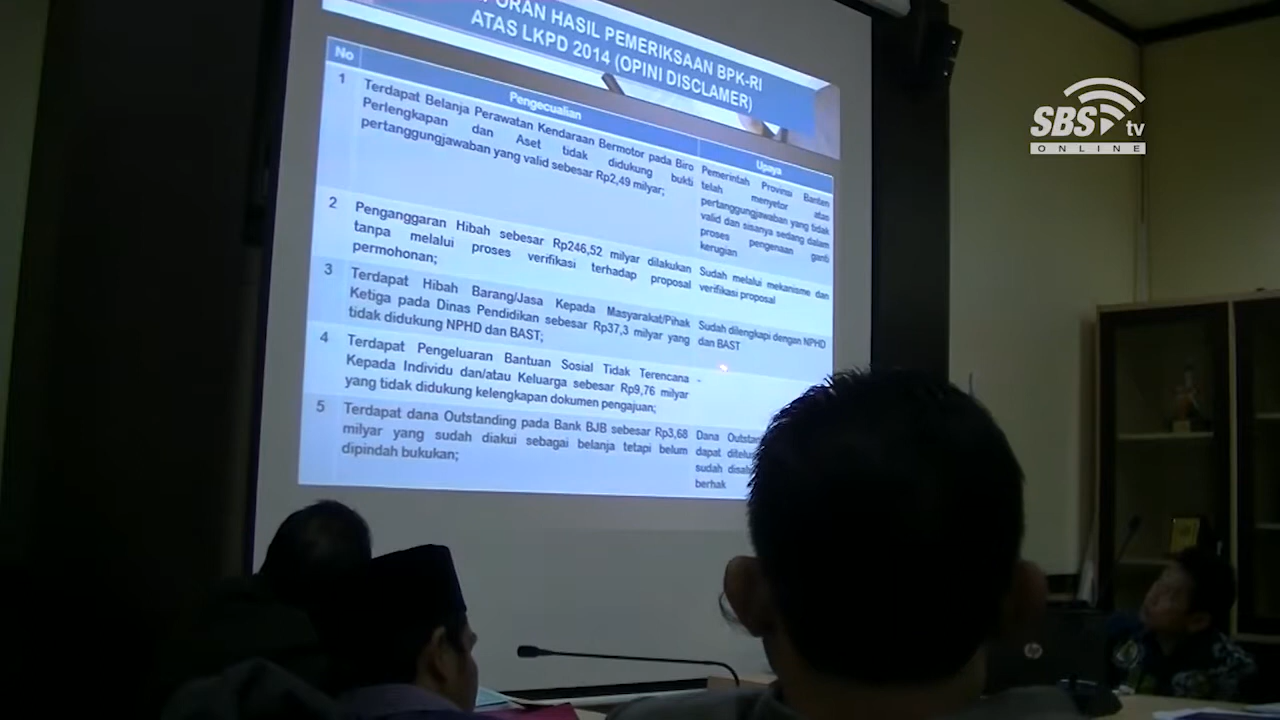 PORAN HASIL PEMERIKSAAN BPK-RI
ATAS LKPD 2014 (OPINI DISCLAMER)
No
Pengecualian
Upaya
1
Terdapat Belanja Perawatan Kendaraan Bermotor pada Biro
Perlengkapan dan Aset tidak didukung bukti
pertanggungjawaban yang valid sebesar Rp2,49 milyar;
Pemerintah Provinsi Banten
telah menyetor atas
pertanggungjawaban yang tidak
valid dan sisanya sedang dalam
proses pengenaan ganti
kerugian
2
Penganggaran Hibah sebesar Rp246,52 milyar dilakukan
tanpa melalui proses verifikasi terhadap proposal
permohonan;
Sudah melalui mekanisme dan
verifikasi proposal
3
Terdapat Hibah Barang/Jasa Kepada Masyarakat/Pihak
Ketiga pada Dinas Pendidikan sebesar Rp37,3 milyar yang
tidak didukung NPHD dan BAST;
Sudah dilengkapi dengan NPHD
dan BAST
4
Terdapat Pengeluaran Bantuan Sosial Tidak Terencana
Kepada Individu dan/atau Keluarga sebesar Rp9,76 milyar
yang tidak didukung kelengkapan dokumen pengajuan;
-
5
Terdapat dana Outstanding pada Bank BJB sebesar Rp3,68
milyar yang sudah diakui sebagai belanja tetapi belum
dipindah bukukan;
Dana Outstan
dapat ditelu
sudah disal
berhak
SBS tv
ONLINE
hp